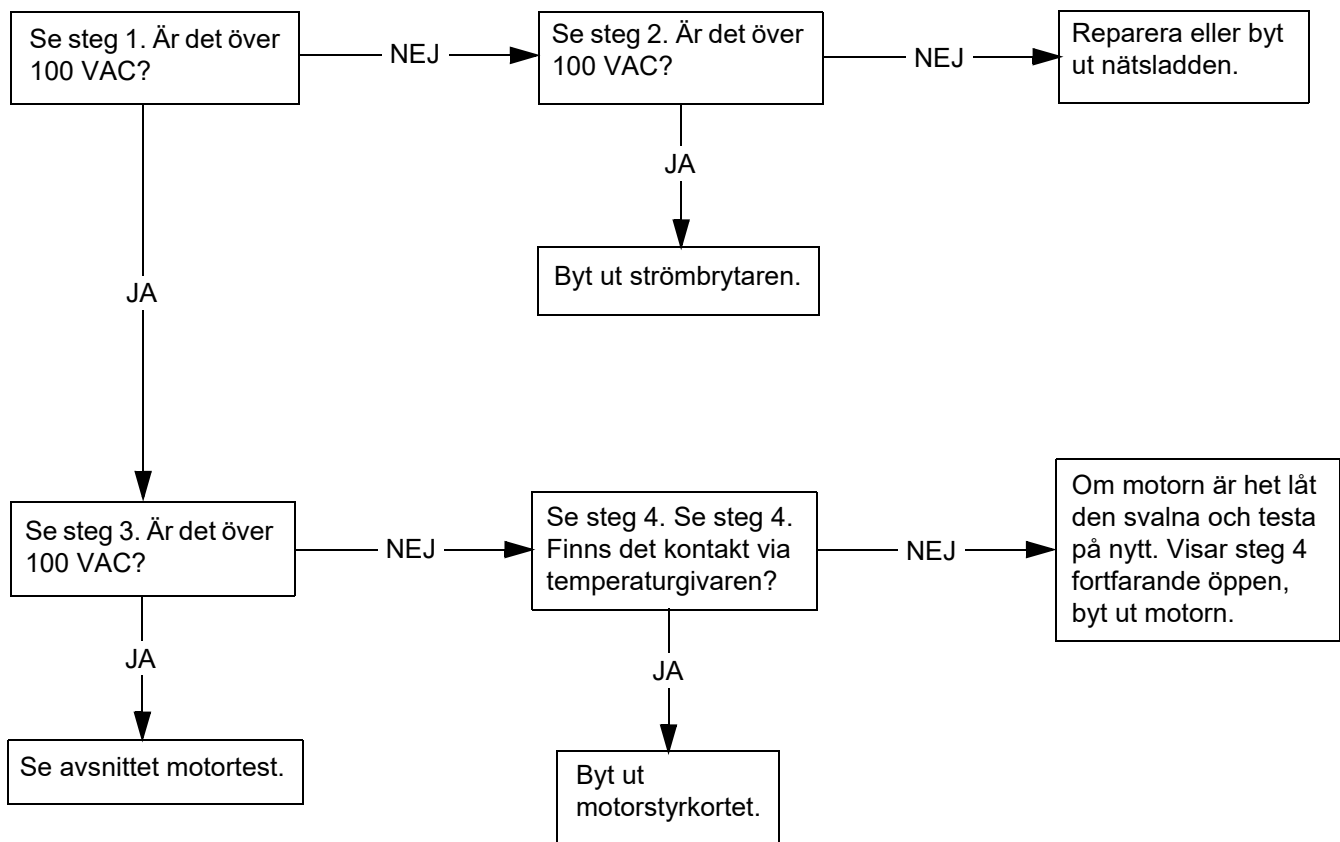 Se steg 1. Är det över
100 VAC?
NEJ
Se steg 2. Är det över
100 VAC?
NEJ
Reparera eller byt
ut nätsladden.
JA
Byt ut strömbrytaren.
JA
Se steg 3. Är det över
100 VAC?
NEJ
Se steg 4. Se steg 4.
Finns det kontakt via
temperaturgivaren?
NEJ
Om motorn är het låt
den svalna och testa
på nytt. Visar steg 4
fortfarande öppen,
byt ut motorn.
JA
Se avsnittet motortest.
JA
Byt ut
motorstyrkortet.